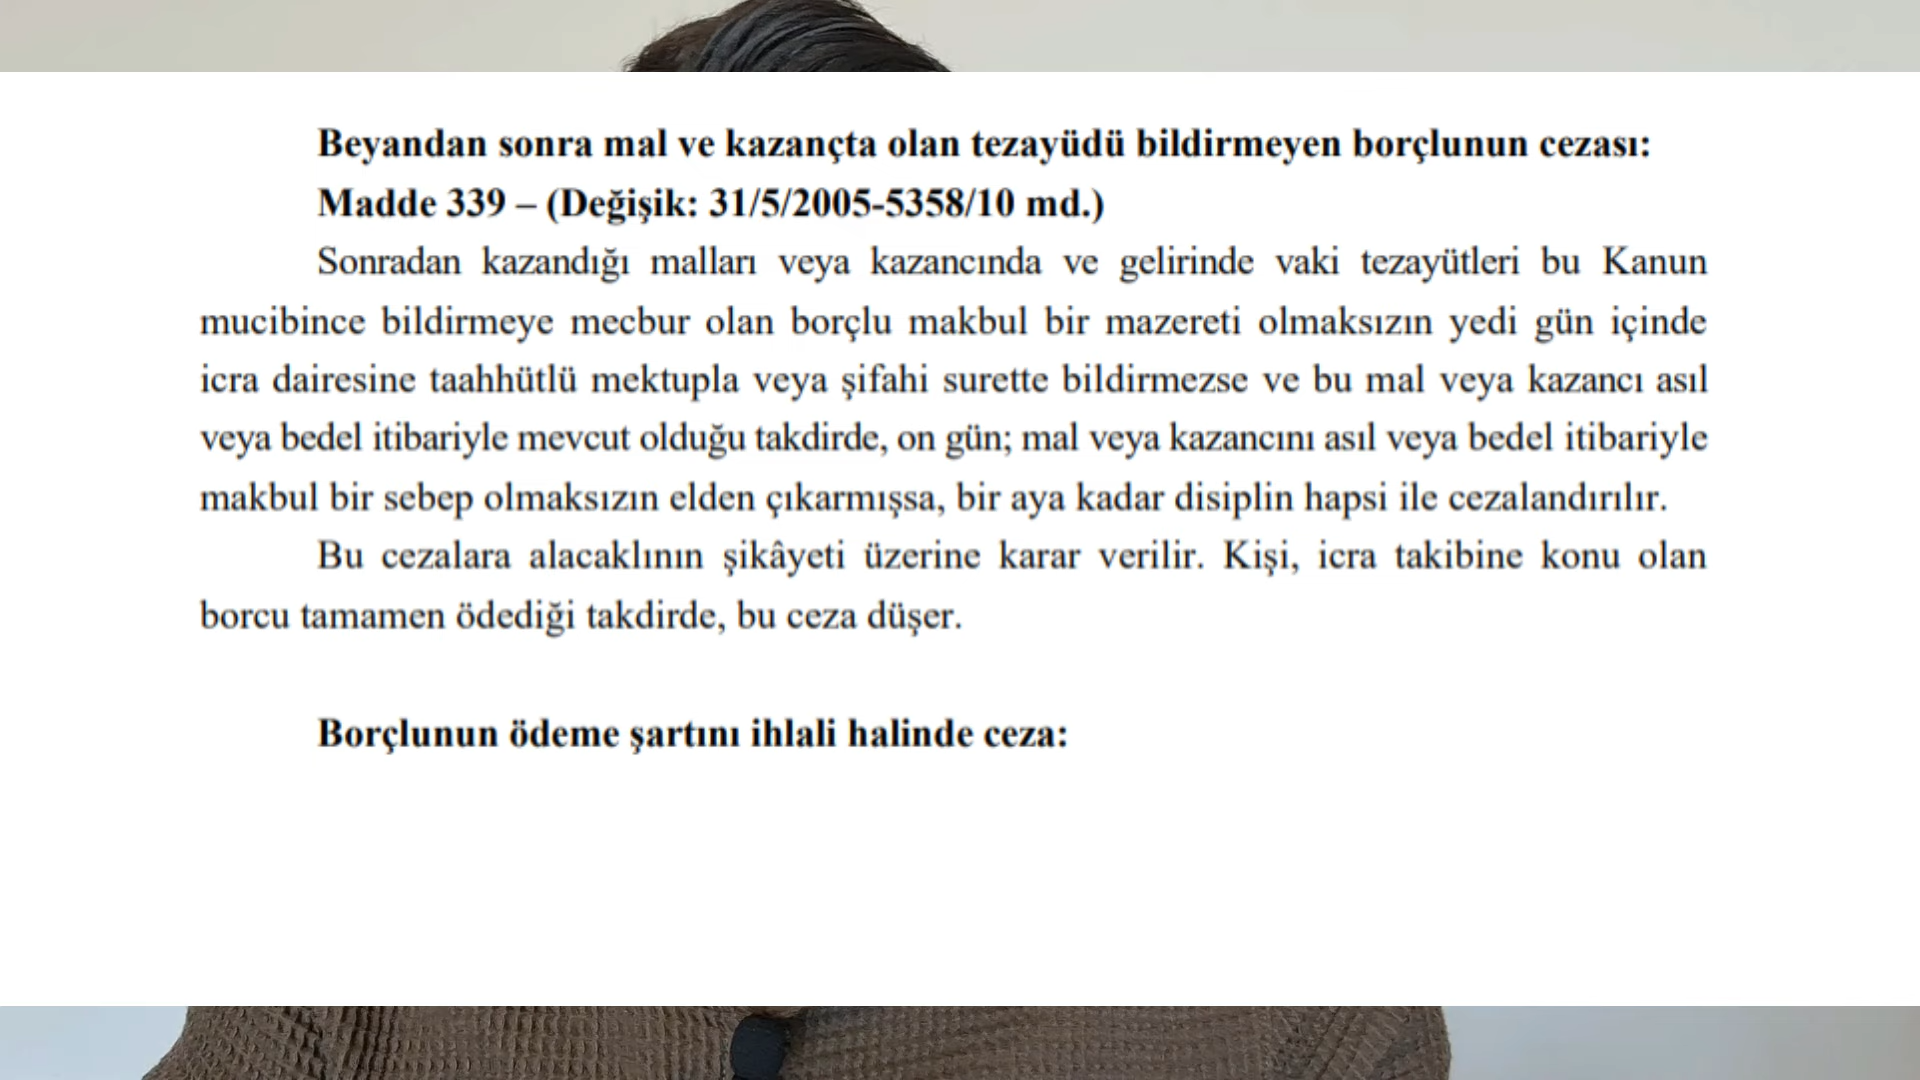 Beyandan sonra mal ve kazançta olan tezayüdü bildirmeyen borçlunun cezası:
Madde 339 – (Değişik: 31/5/2005-5358/10 md.)
Sonradan kazandığı malları veya kazancında ve gelirinde vaki tezayütleri bu Kanun
mucibince bildirmeye mecbur olan borçlu makbul bir mazereti olmaksızın yedi gün içinde
icra dairesine taahhütlü mektupla veya şifahi surette bildirmezse ve bu mal veya kazancı asıl
veya bedel itibariyle mevcut olduğu takdirde, on gün; mal veya kazancını asıl veya bedel itibariyle
makbul bir sebep olmaksızın elden çıkarmışsa, bir aya kadar disiplin hapsi ile cezalandırılır.
Bu cezalara alacaklının şikâyeti üzerine karar verilir. Kişi, icra takibine konu olan
borcu tamamen ödediği takdirde, bu ceza düşer.
Borçlunun ödeme şartını ihlali halinde ceza: